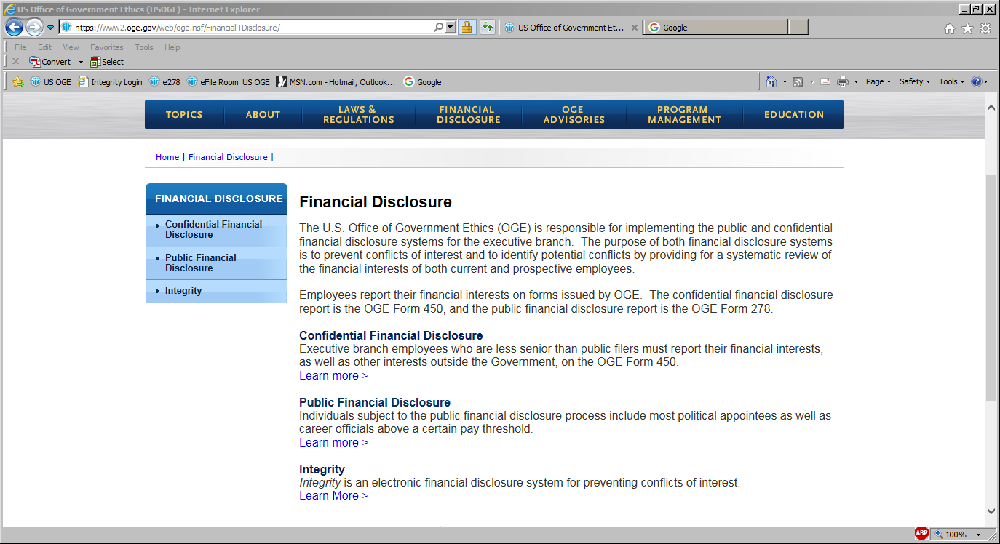 US Office of Government Ethics (USOGE) - Internet Explorer
https://www2.oge.gov/web/oge.nsf/Financial+Disclosure/
US Office of Government Et...
Google
File Edit View Favorites Tools Help
Convert Select
US OGE Integrity Login e278 eFile Room US OGE MSN.com - Hotmail, Outlook... Google Page Safety Tools
TOPICS
ABOUT
LAWS &
REGULATIONS
FINANCIAL
DISCLOSURE
OGE
ADVISORIES
PROGRAM
MANAGEMENT
EDUCATION
Home | Financial Disclosure |
FINANCIAL DISCLOSURE
Confidential Financial
Disclosure
Public Financial
Disclosure
Integrity
Financial Disclosure
The U.S. Office of Government Ethics (OGE) is responsible for implementing the public and confidential
financial disclosure systems for the executive branch.  The purpose of both financial disclosure systems
is to prevent conflicts of interest and to identify potential conflicts by providing for a systematic review of
the financial interests of both current and prospective employees.
Employees report their financial interests on forms issued by OGE.  The confidential financial disclosure
report is the OGE Form 450, and the public financial disclosure report is the OGE Form 278.
Confidential Financial Disclosure
Executive branch employees who are less senior than public filers must report their financial interests,
as well as other interests outside the Government, on the OGE Form 450.
Learn more >
Public Financial Disclosure
Individuals subject to the public financial disclosure process include most political appointees as well as
career officials above a certain pay threshold.
Learn more >
Integrity
Integrity is an electronic financial disclosure system for preventing conflicts of interest.
Learn More >
ABP
100%